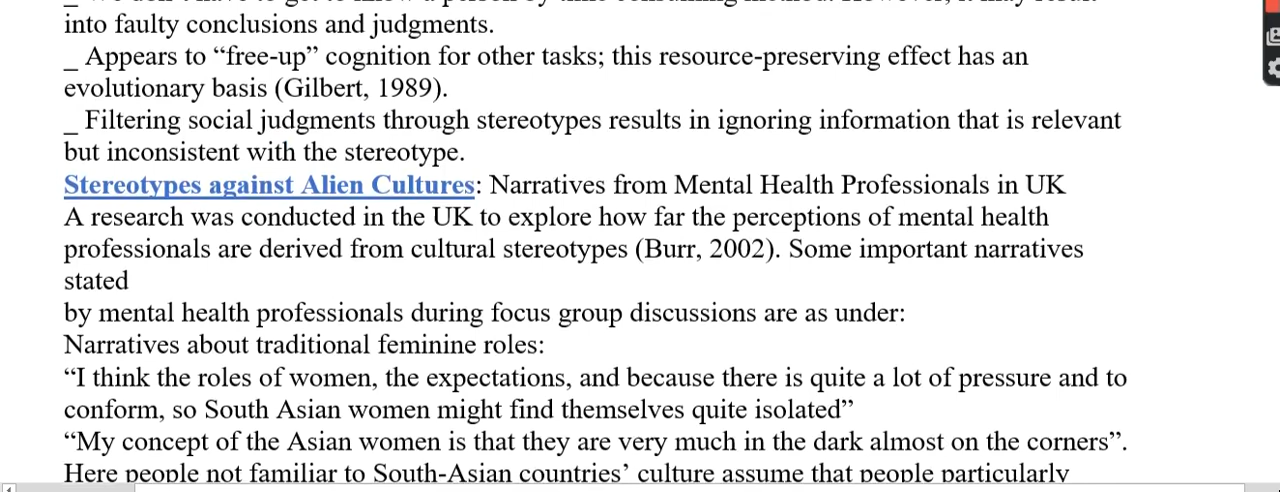 into faulty conclusions and judgments.
_ Appears to “free-up” cognition for other tasks; this resource-preserving effect has an
evolutionary basis (Gilbert, 1989).
_ Filtering social judgments through stereotypes results in ignoring information that is relevant
but inconsistent with the stereotype.
Stereotypes against Alien Cultures: Narratives from Mental Health Professionals in UK
A research was conducted in the UK to explore how far the perceptions of mental health
professionals are derived from cultural stereotypes (Burr, 2002). Some important narratives
stated
by mental health professionals during focus group discussions are as under:
Narratives about traditional feminine roles:
“I think the roles of women, the expectations, and because there is quite a lot of pressure and to
conform, so South Asian women might find themselves quite isolated”
“My concept of the Asian women is that they are very much in the dark almost on the corners”.
Here people not familiar to South-Asian countries’ culture assume that people particularly